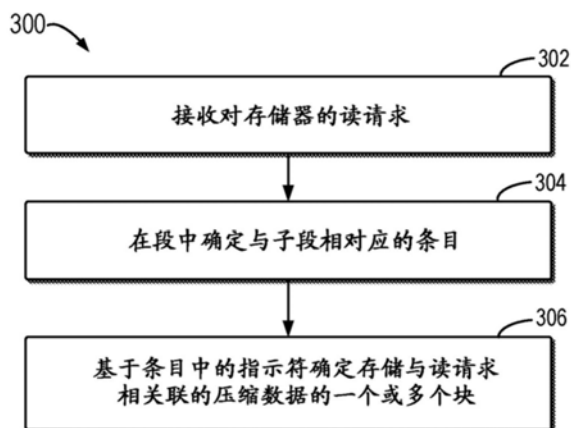 300
302
接收对存储器的读请求
304
在段中确定与子段相对应的条目
306
基于条目中的指示符确定存储与读请求
相关联的压缩数据的一个或多个块